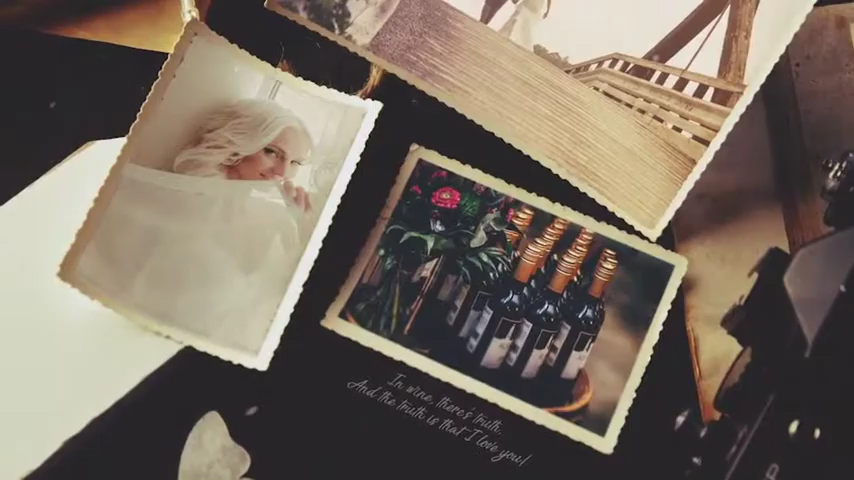 In wine, there's truth.
And the truth is that I love you!